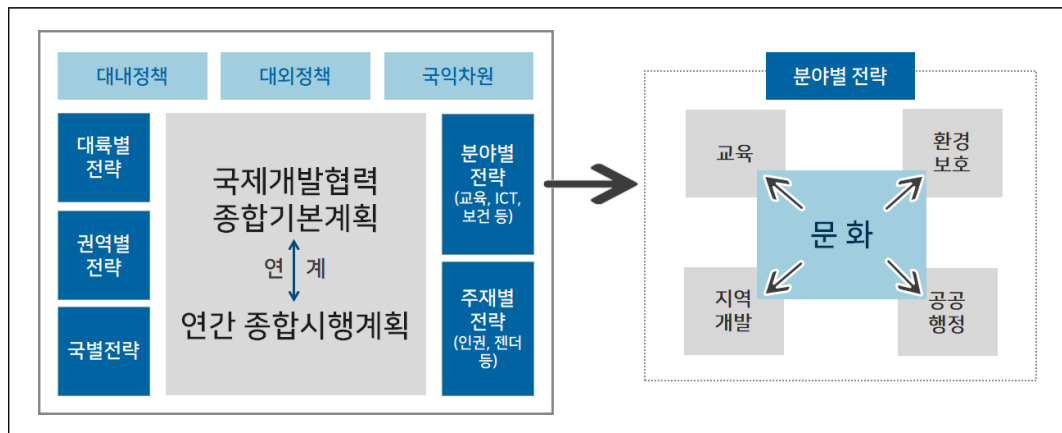 대내정책
대외정책
국익차원
대륙별
전략
권역별
전략
국별전략
국제개발협력
종합기본계획
연 계
연간 종합시행계획
분야별
전략
(교육, ICT,
보건 등)
주재별
전략
(인권, 젠더
등)
분야별 전략
교육
환경
보호
문 화
지역
개발
공공
행정